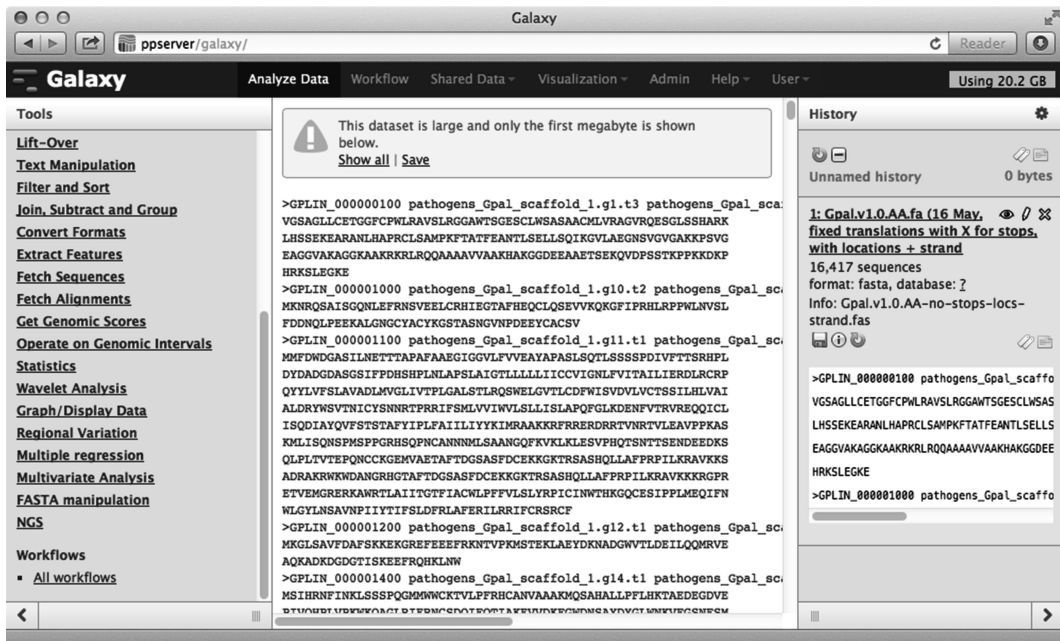 Galaxy
ppserver/galaxy/
Reader
Galaxy
Analyze Data
Workflow
Shared Data
Visualization
Admin
Help
User
Using 20.2 GB
Tools
Lift-Over
Text Manipulation
Filter and Sort
Join, Subtract and Group
Convert Formats
Extract Features
Fetch Sequences
Fetch Alignments
Get Genomic Scores
Operate on Genomic Intervals
Statistics
Wavelet Analysis
Graph/Display Data
Regional Variation
Multiple regression
Multivariate Analysis
FASTA manipulation
NGS
Workflows
All workflows
This dataset is large and only the first megabyte is shown
below.
Show all | Save
>GPLIN_000000100 pathogens_Gpal_scaffold_1.g1.t3 pathogens_Gpal_sca
VGSAGLLCETGGFCPWLRAVSLRGGAWTSGESCLWSASAACMLVRAGVRQESGLSSHARK
LHSSEKEARANLHAPRCLSAMPKFTATFEANTLSELLSQIKGVLAEGNSVGVGAKKPSVG
EAGGVAKAGGKAAKRKRLRQQAAAAVVAAKHAKGGDEEAAETSEKQVDPSSTKPPKKDKP
HRKSLEGKE
>GPLIN_000001000 pathogens_Gpal_scaffold_1.g10.t2 pathogens_Gpal_sc
MKNRQSAISGQNLEFRNSVEELCRHIEGTAFHEQCLQSEVVKQKGFIPRHLRPPWLNVSL
FDDNQLPEEKALGNGCYACYKGSTASNGVNPDEEYCACSV
>GPLIN_000001100 pathogens_Gpal_scaffold_1.g11.t1 pathogens_Gpal_sc
MMFDWDGASILNETTTAPAFAAEGIGGVLFVVEAYAPASLSQTLSSSSPDIVFTTSRHPL
DYDADGDASGSIFPDHSHPLNLAPSLAIGTLLLLLIICCVIGNLFVITAILIERDLRCRP
QYYLVFSLAVADLMVGLIVTPLGALSTLRQSWELGVTLCDFWISVDVLVCTSSILHLVAI
ALDRYWSVTNICYSNNRTPRRIFSMLVVIWVLSLLISLAPQFGLKDENFVTRVREQQICL
ISQDIAYQVFSTSTAFYIPLFAIILIYYKIMRAAKKRFRRERDRRTVNRTVLEAVPPKAS
KMLISQNSPMSPPGRHSQPNCANNNMLSAANGQFKVKLKLESVPHQTSNTTSENDEEDKS
QLPLTVTEPQNCCKGEMVAETAFTDGSASFDCEKKGKTRSASHQLLAFPRPILKRAVKKS
ADRAKRWKWDANGRHGTAFTDGSASFDCEKKGKTRSASHQLLAFPRPILKRAVKKKRGPR
ETVEMGRERKAWRTLAIITGTFIACWLPFFVLSLYRPICINWTHKGQCESIPPLMEQIFN
WLGYLNSAVNPIIYTIFSLDFRLAFERILRRIFCRSRCF
>GPLIN_000001200 pathogens_Gpal_scaffold_1.g12.t1 pathogens_Gpal_sc
MKGLSAVFDAFSKKEKGREFEEEFRKNTVPKMSTEKLAEYDKNADGWVTLDEILQQMRVE
AQKADKDGDGTISKEEFRQHKLNW
>GPLIN_000001400 pathogens_Gpal_scaffold_1.g14.t1 pathogens_Gpal_sc
MSIHRNFINKLSSSPQGMMWWCKTVLPFRHCANVAAAKMQSAHALLPFLHKTAEDEGDVE
History
Unnamed history
0 bytes
1: Gpal.v1.0.AA.fa (16 May,
fixed translations with X for stops,
with locations + strand
16,417 sequences
format: fasta, database: ?
Info: Gpal.v1.0.AA-no-stops-locs-
strand.fas
>GPLIN_000000100 pathogens_Gpal_scaffo
VGSAGLLCETGGFCPWLRAVSLRGGAWTSGESCLWSAS
LHSSEKEARANLHAPRCLSAMPKFTATFEANTLSELLS
EAGGVAKAGGKAAKRKRLRQQAAAAVVAAKHAKGGDEE
HRKSLEGKE
>GPLIN_000001000 pathogens_Gpal_scaffo